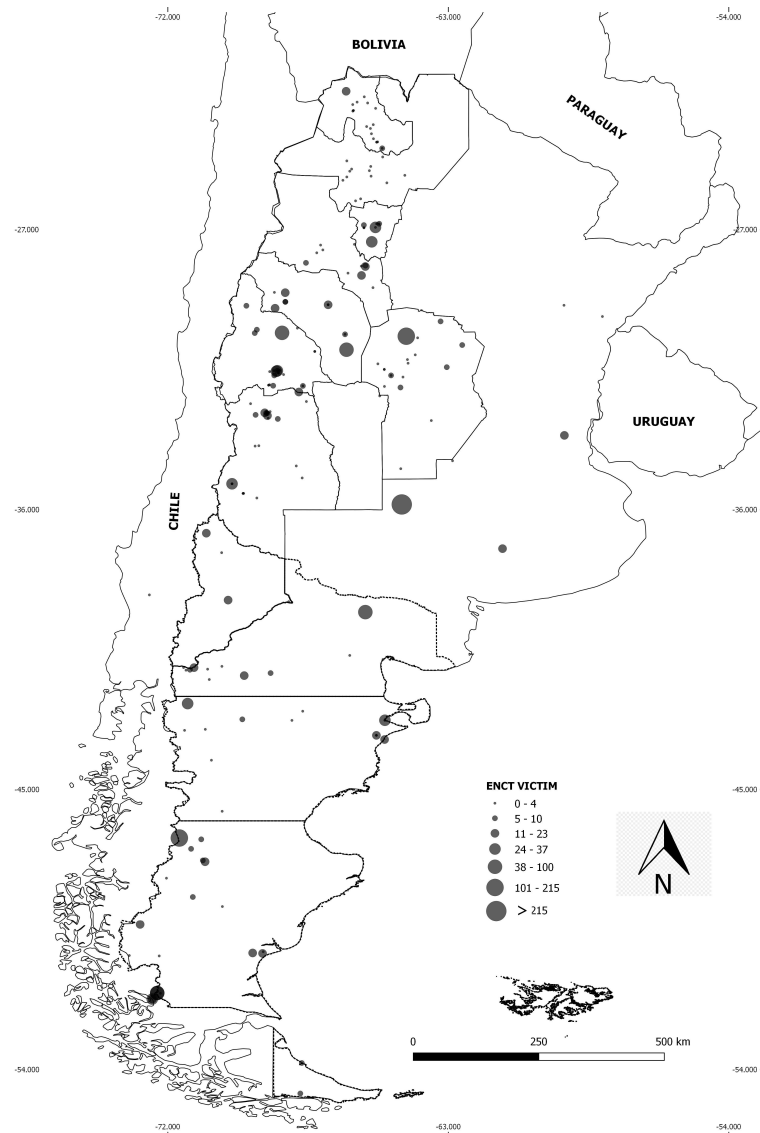 -72.000 -63.000 -54.000
BOLIVIA
PARAGUAY
-27.000 -27.000
URUGUAY
CHILE
-36.000 -36.000
-45.000 -45.000
ENCT VICTIM
0 - 4
5 - 10
11 - 23
24 - 37
38 - 100
101 - 215
> 215
N
0 250 500 km
-54.000 -54.000
-72.000 -63.000 -54.000